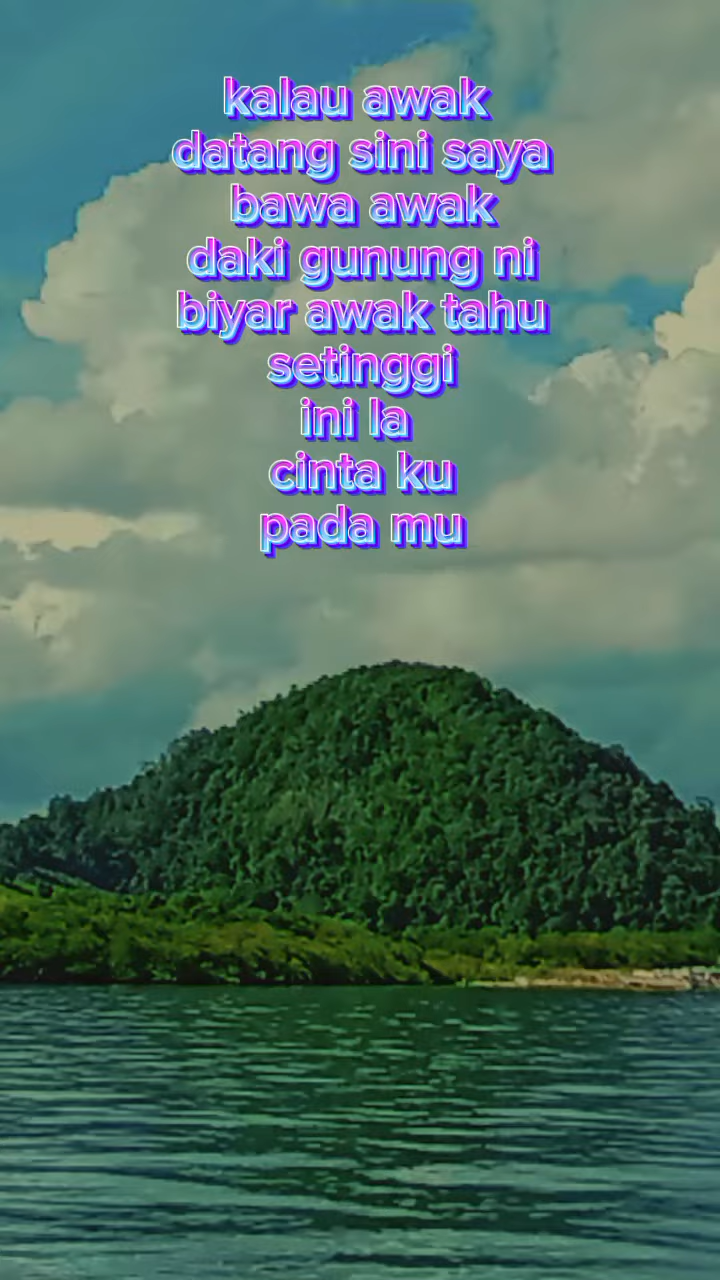 kalau awak
datang sini saya
bawa awak
daki gunung ni
biyar awak tahu
setinggi
ini la
cinta ku
pada mu